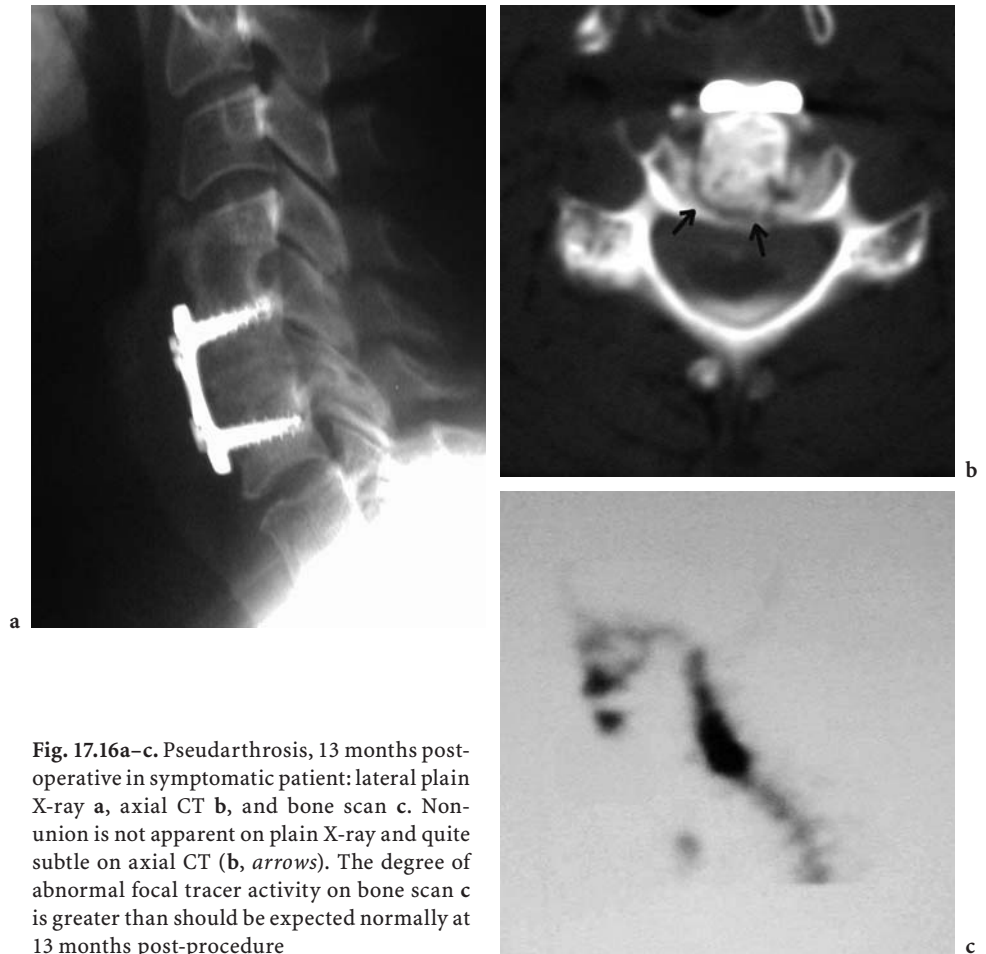 a
b
Fig. 17.16a–c. Pseudarthrosis, 13 months post-
operative in symptomatic patient: lateral plain
X-ray a, axial CT b, and bone scan c. Non-
union is not apparent on plain X-ray and quite
subtle on axial CT (b, arrows). The degree of
abnormal focal tracer activity on bone scan c
is greater than should be expected normally at
13 months post-procedure
c